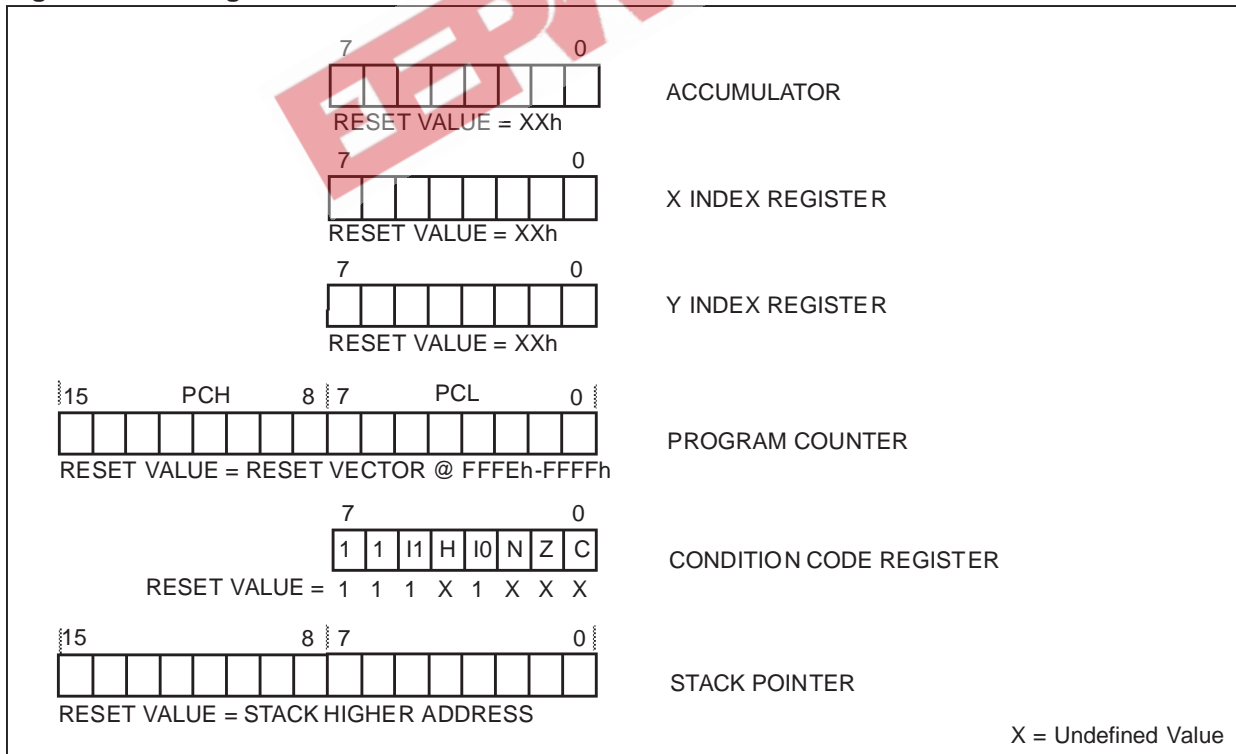 7 0
ACCUMULATOR
RESET VALUE = XXh
7 0
X INDEX REGISTER
RESET VALUE = XXh
7 0
Y INDEX REGISTER
RESET VALUE = XXh
15 PCH 8 7 PCL 0
PROGRAM COUNTER
RESET VALUE = RESET VECTOR @ FFFEh-FFFFh
7 0
1 1 I1 H I0 N Z C
CONDITION CODE REGISTER
RESET VALUE = 1 1 1 X 1 X X X
15 8 7 0
STACK POINTER
RESET VALUE = STACK HIGHER ADDRESS
X = Undefined Value